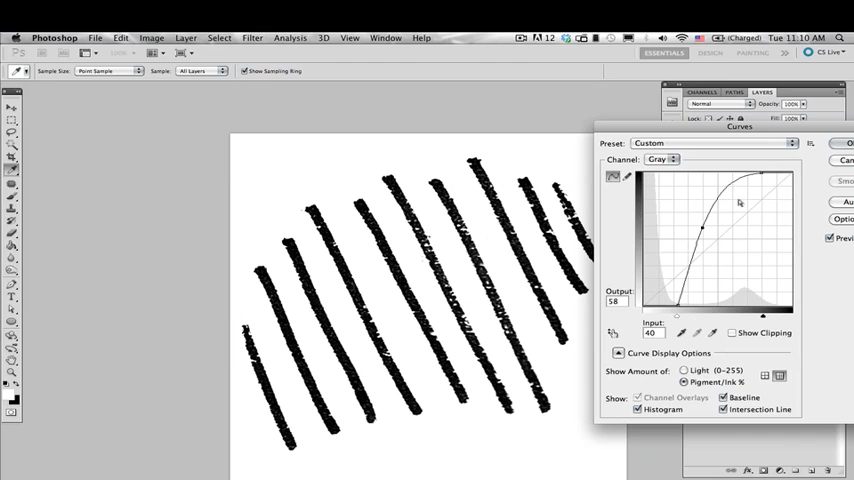 Photoshop File Edit Image Layer Select Filter Analysis 3D View Window Help 12 (Charged) Tue 11:10 AM
Sample Size: Point Sample Sample: All Layers Show Sampling Ring ESSENTIALS DESIGN PAINTING >> CS Live
CHANNELS PATHS LAYERS
Normal Opacity: 100%
Lock: Fill: 100%
Curves
Preset: Custom
Channel: Gray
Output:
58
Input:
40
Show Clipping
Curve Display Options
Show Amount of: Light (0-255)
Pigment/Ink %
Show: Channel Overlays Baseline
Histogram Intersection Line
O
Can
Smo
Au
Optio
Previ